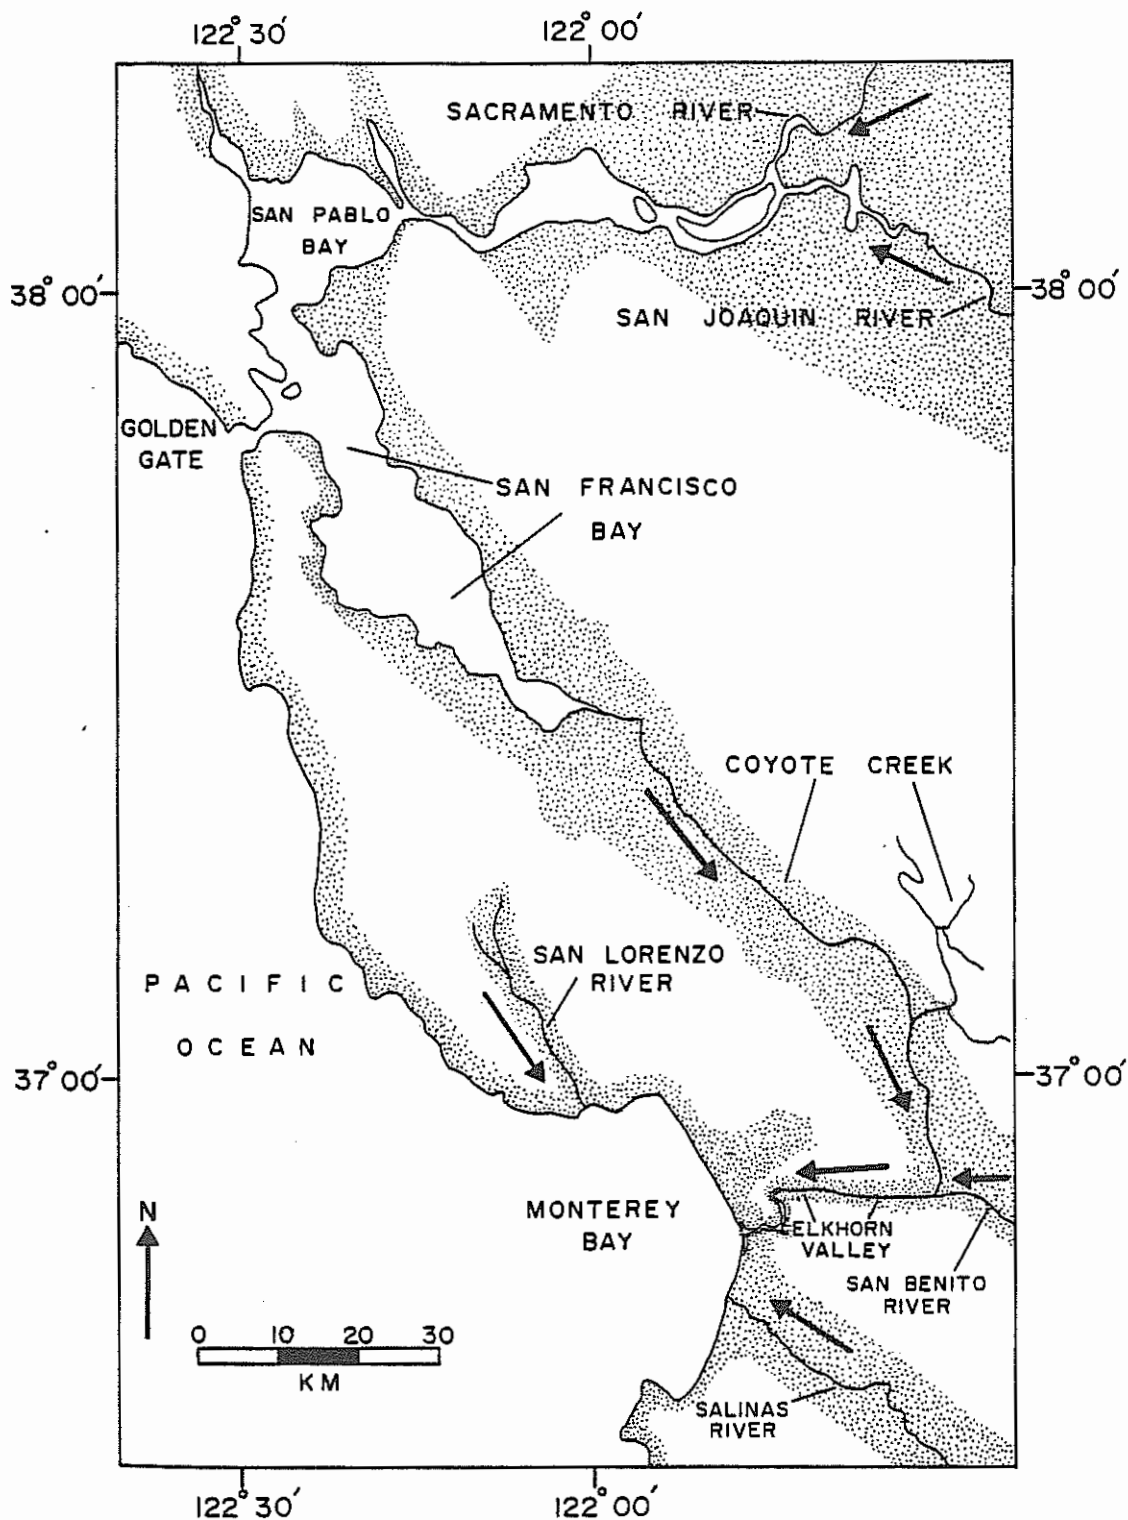 122° 30′
122° 00′
SACRAMENTO RIVER
SAN PABLO
BAY
38° 00′
38° 00′
SAN JOAQUIN RIVER
GOLDEN
GATE
SAN FRANCISCO
BAY
COYOTE CREEK
SAN LORENZO
RIVER
PACIFIC
OCEAN
37° 00′
37° 00′
MONTEREY
BAY
ELKHORN
VALLEY
SAN BENITO
RIVER
N
0 10 20 30
KM
SALINAS
RIVER
122° 30′
122° 00′